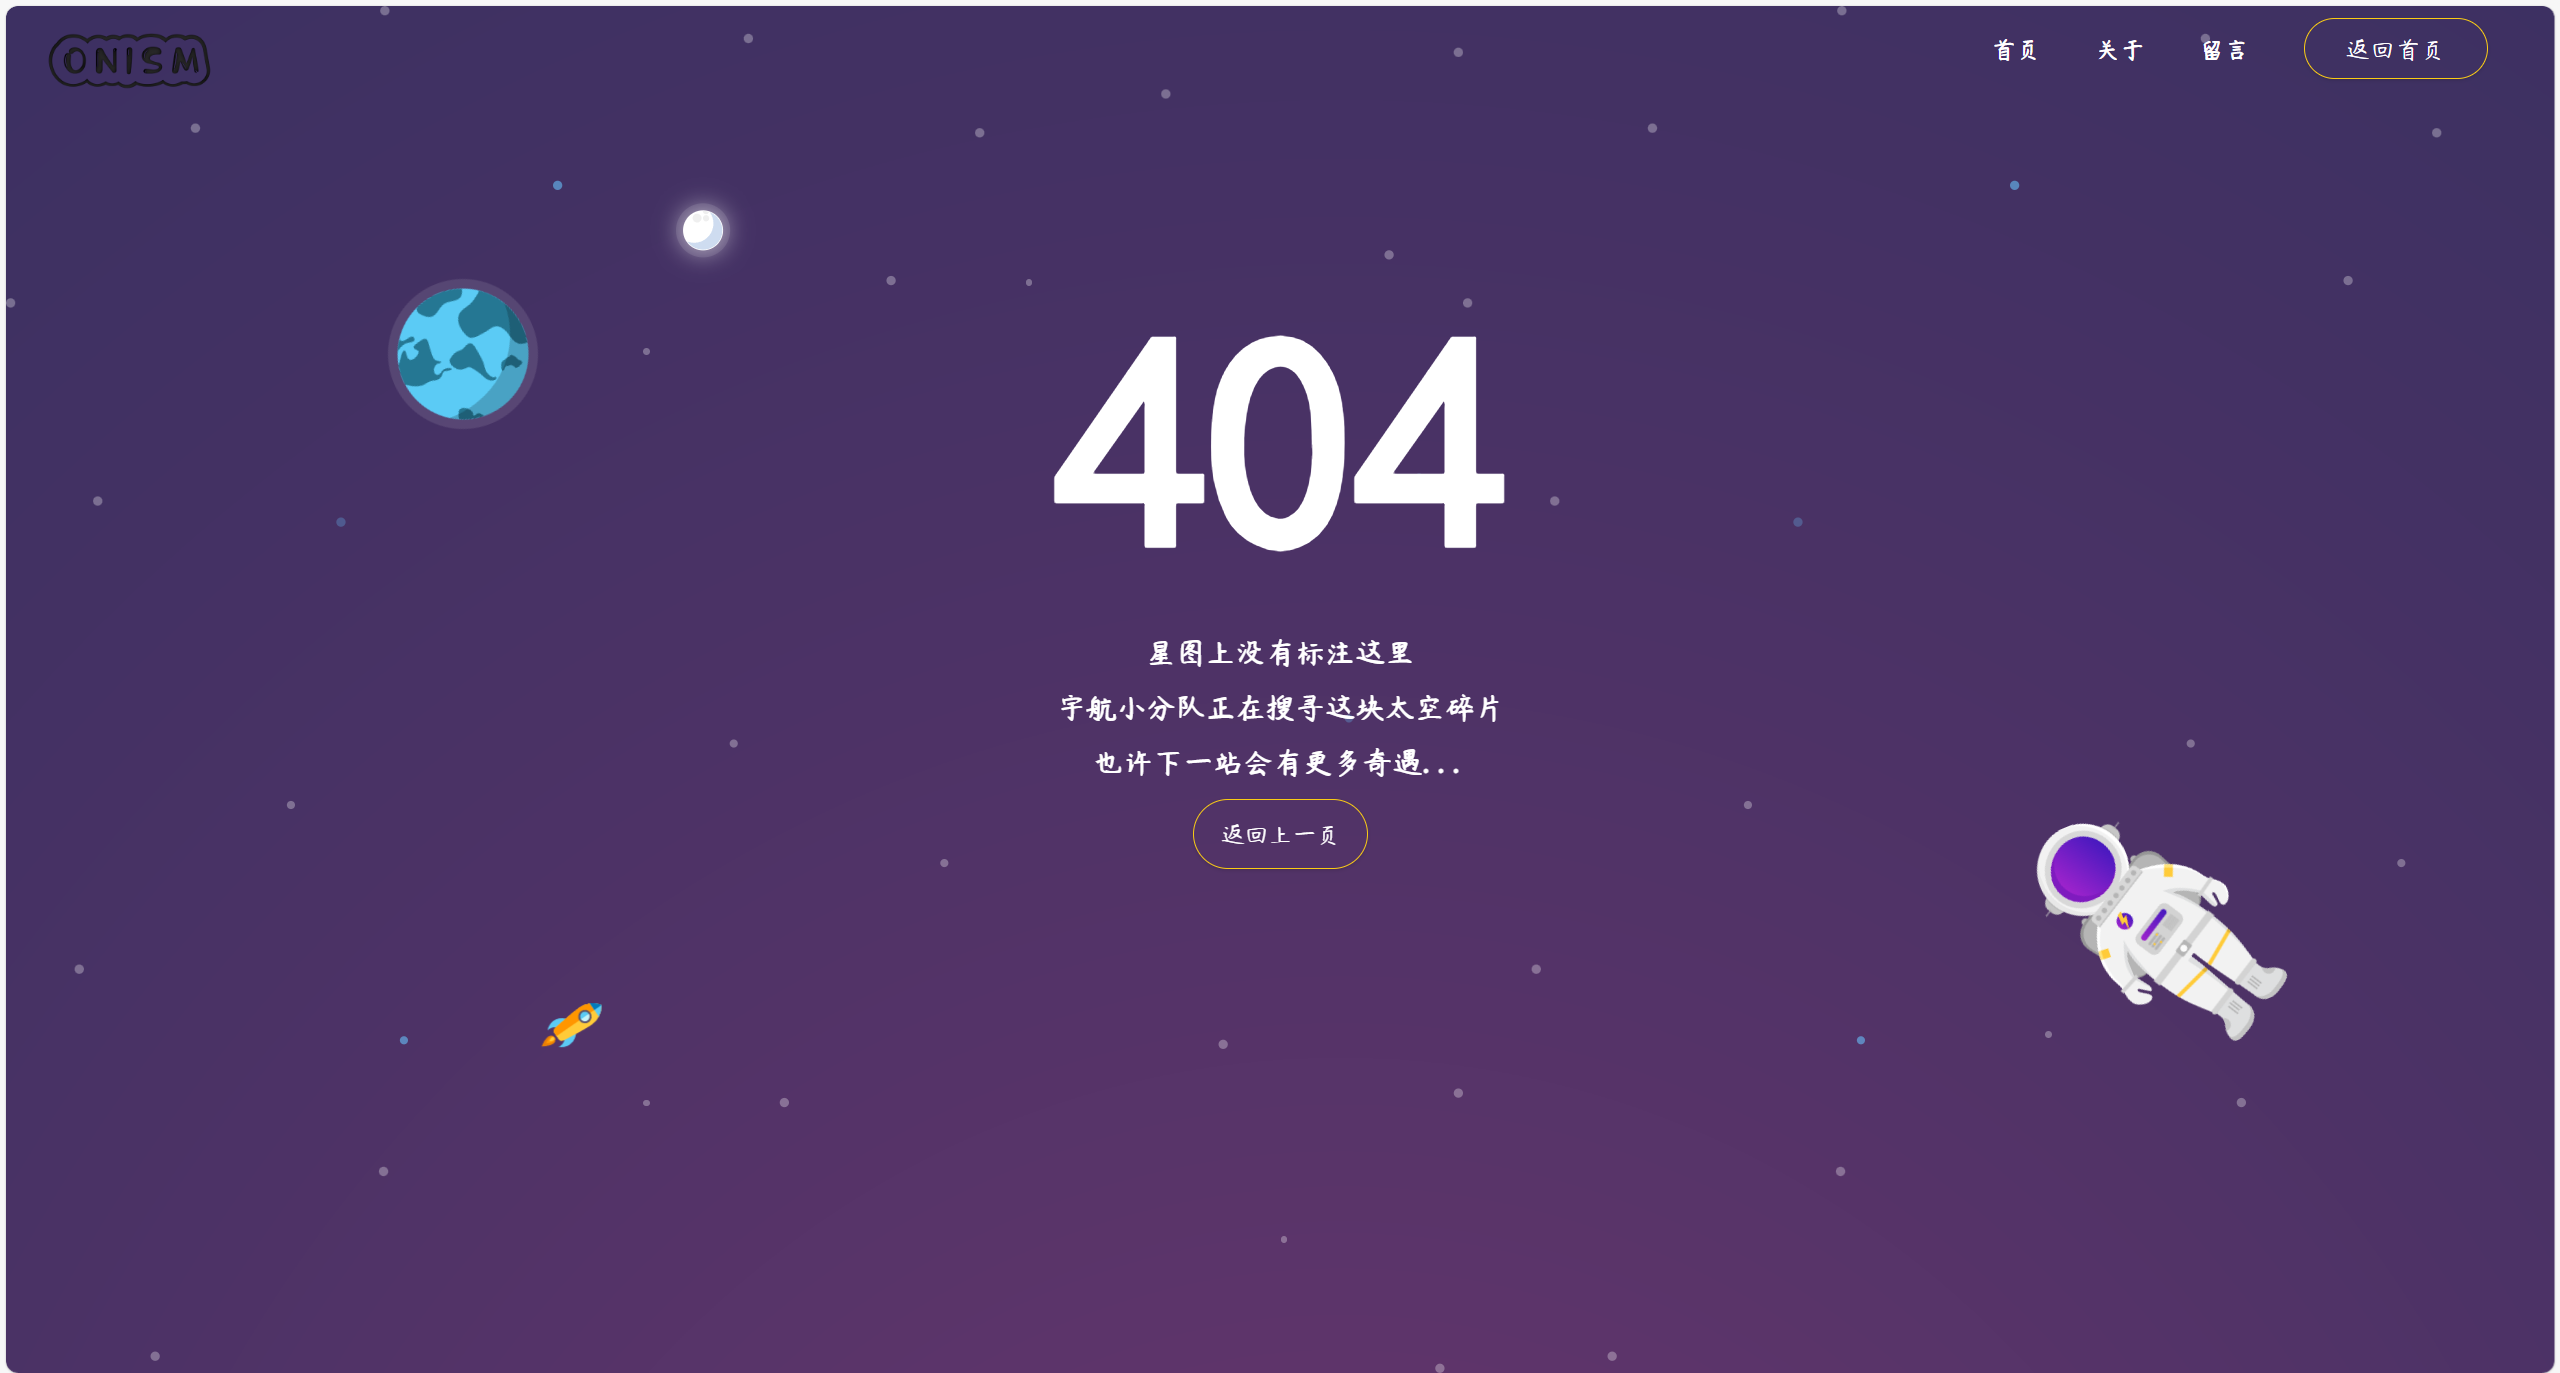 ONISM
首页
关于
留言
返回首页
404
星图上没有标注这里
宇航小分队正在搜寻这块太空碎片
也许下一站会有更多奇遇...
返回上一页